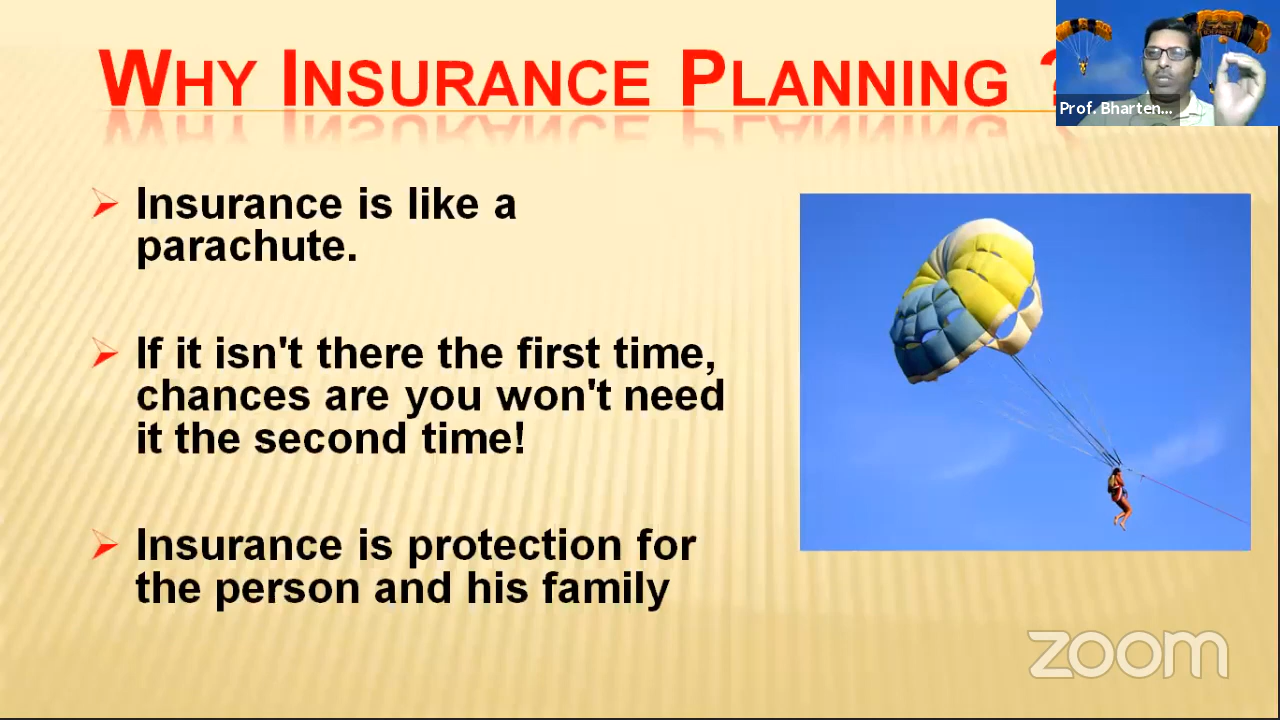 WHY INSURANCE PLANNING ?
Prof. Bharten...
Insurance is like a
parachute.
If it isn't there the first time,
chances are you won't need
it the second time!
Insurance is protection for
the person and his family
zoom